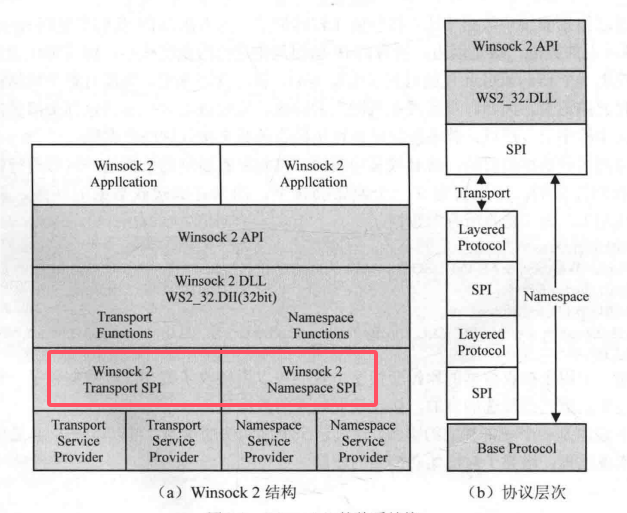 Winsock 2
Application
Winsock 2
Application
Winsock 2 API
Winsock 2 DLL
WS2_32.DII(32bit)
Transport
Functions
Namespace
Functions
Winsock 2
Transport SPI
Winsock 2
Namespace SPI
Transport
Service
Provider
Transport
Service
Provider
Namespace
Service
Provider
Namespace
Service
Provider
(a) Winsock 2 结构
Winsock 2 API
WS2_32.DLL
SPI
Transport
Layered
Protocol
SPI
Namespace
Layered
Protocol
SPI
Base Protocol
(b) 协议层次